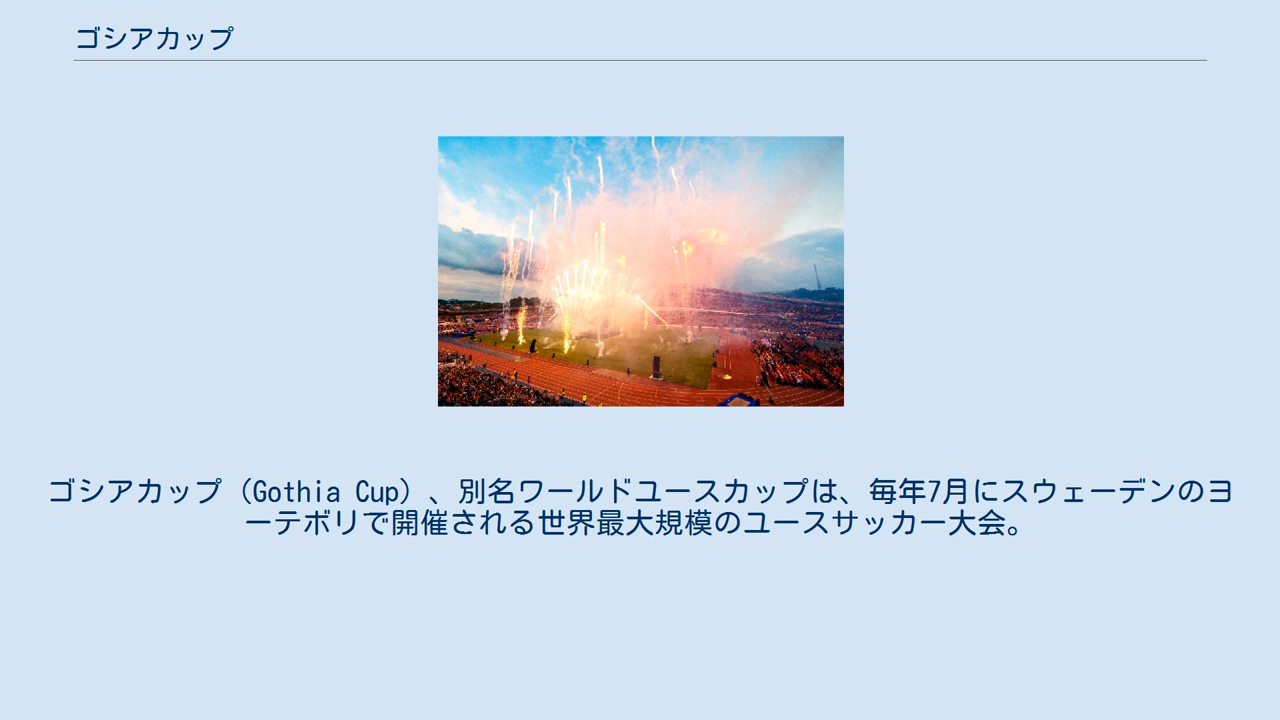 ゴシアカップ
ゴシアカップ（Gothia Cup）、別名ワールドユースカップは、毎年7月にスウェーデンのヨ
ーテボリで開催される世界最大規模のユースサッカー大会。